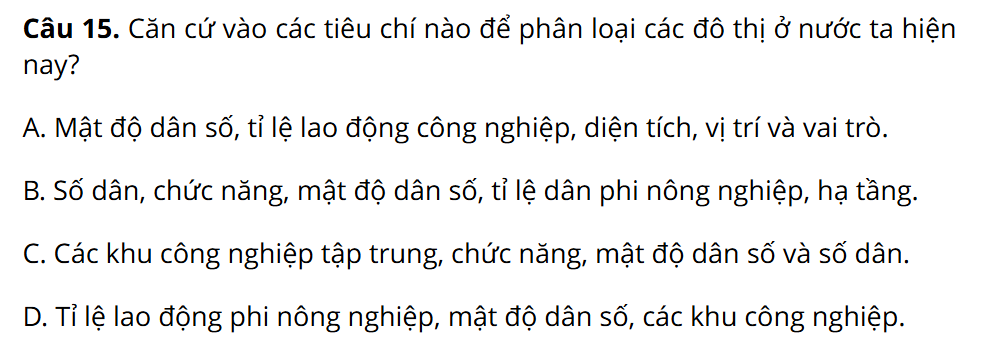 Câu 15. Căn cứ vào các tiêu chí nào để phân loại các đô thị ở nước ta hiện
nay?
A. Mật độ dân số, tỉ lệ lao động công nghiệp, diện tích, vị trí và vai trò.
B. Số dân, chức năng, mật độ dân số, tỉ lệ dân phi nông nghiệp, hạ tầng.
C. Các khu công nghiệp tập trung, chức năng, mật độ dân số và số dân.
D. Tỉ lệ lao động phi nông nghiệp, mật độ dân số, các khu công nghiệp.